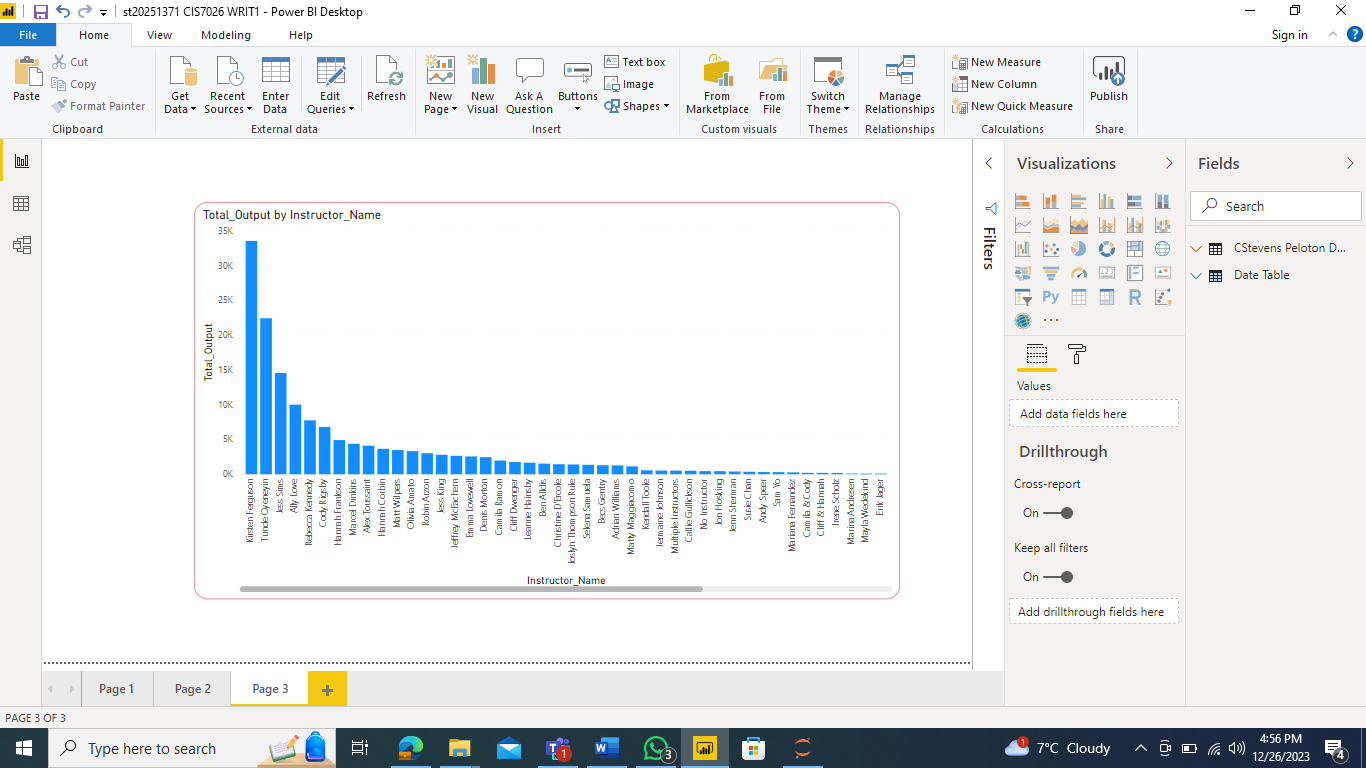 st20251371 CIS7026 WRIT1 - Power BI Desktop
File
Home
View
Modeling
Help
Sign in
Paste
Cut
Copy
Format Painter
Clipboard
Get
Data
Recent
Sources
Enter
Data
Edit
Queries
Refresh
External data
New
Page
New
Visual
Ask A
Question
Buttons
Text box
Image
Shapes
Insert
From
Marketplace
From
File
Custom visuals
Switch
Theme
Themes
Manage
Relationships
Relationships
New Measure
New Column
New Quick Measure
Calculations
Publish
Share
Total_Output by Instructor_Name
35K
30K
25K
20K
15K
10K
5K
0K
Total_Output
Kirsten Ferguson
Tunde Oyeneyin
Jess Sims
Ally Love
Rebecca Kennedy
Cody Rigsby
Hannah Frankson
Marcel Dinkins
Alex Toussaint
Hannah Corbin
Matt Wilpers
Olivia Amato
Robin Arzon
Jess King
Jeffrey McEachern
Emma Lovewell
Denis Morton
Camila Ramon
Cliff Dwenger
Leanne Hainsby
Ben Alldis
Christine D'Ercole
Joslyn Thompson Rule
Selena Samuela
Becs Gentry
Adrian Williams
Matty Maggiacomo
Kendall Toole
Jermaine Johnson
Multiple Instructors
Callie Gullickson
No Instructor
Jon Hosking
Jenn Sherman
Susie Chan
Andy Speer
Sam Yo
Mariana Fernandez
Camila & Cody
Cliff & Hannah
Irene Scholz
Marina Andresen
Mayla Wedekind
Erik Jager
Instructor_Name
Filters
Visualizations
Py
R
123
Values
Add data fields here
Drillthrough
Cross-report
On
Keep all filters
On
Add drillthrough fields here
Fields
Search
CStevens Peloton D...
Date Table
Page 1
Page 2
Page 3
PAGE 3 OF 3
Type here to search
1
3
1
7°C Cloudy
4:56 PM
12/26/2023
4